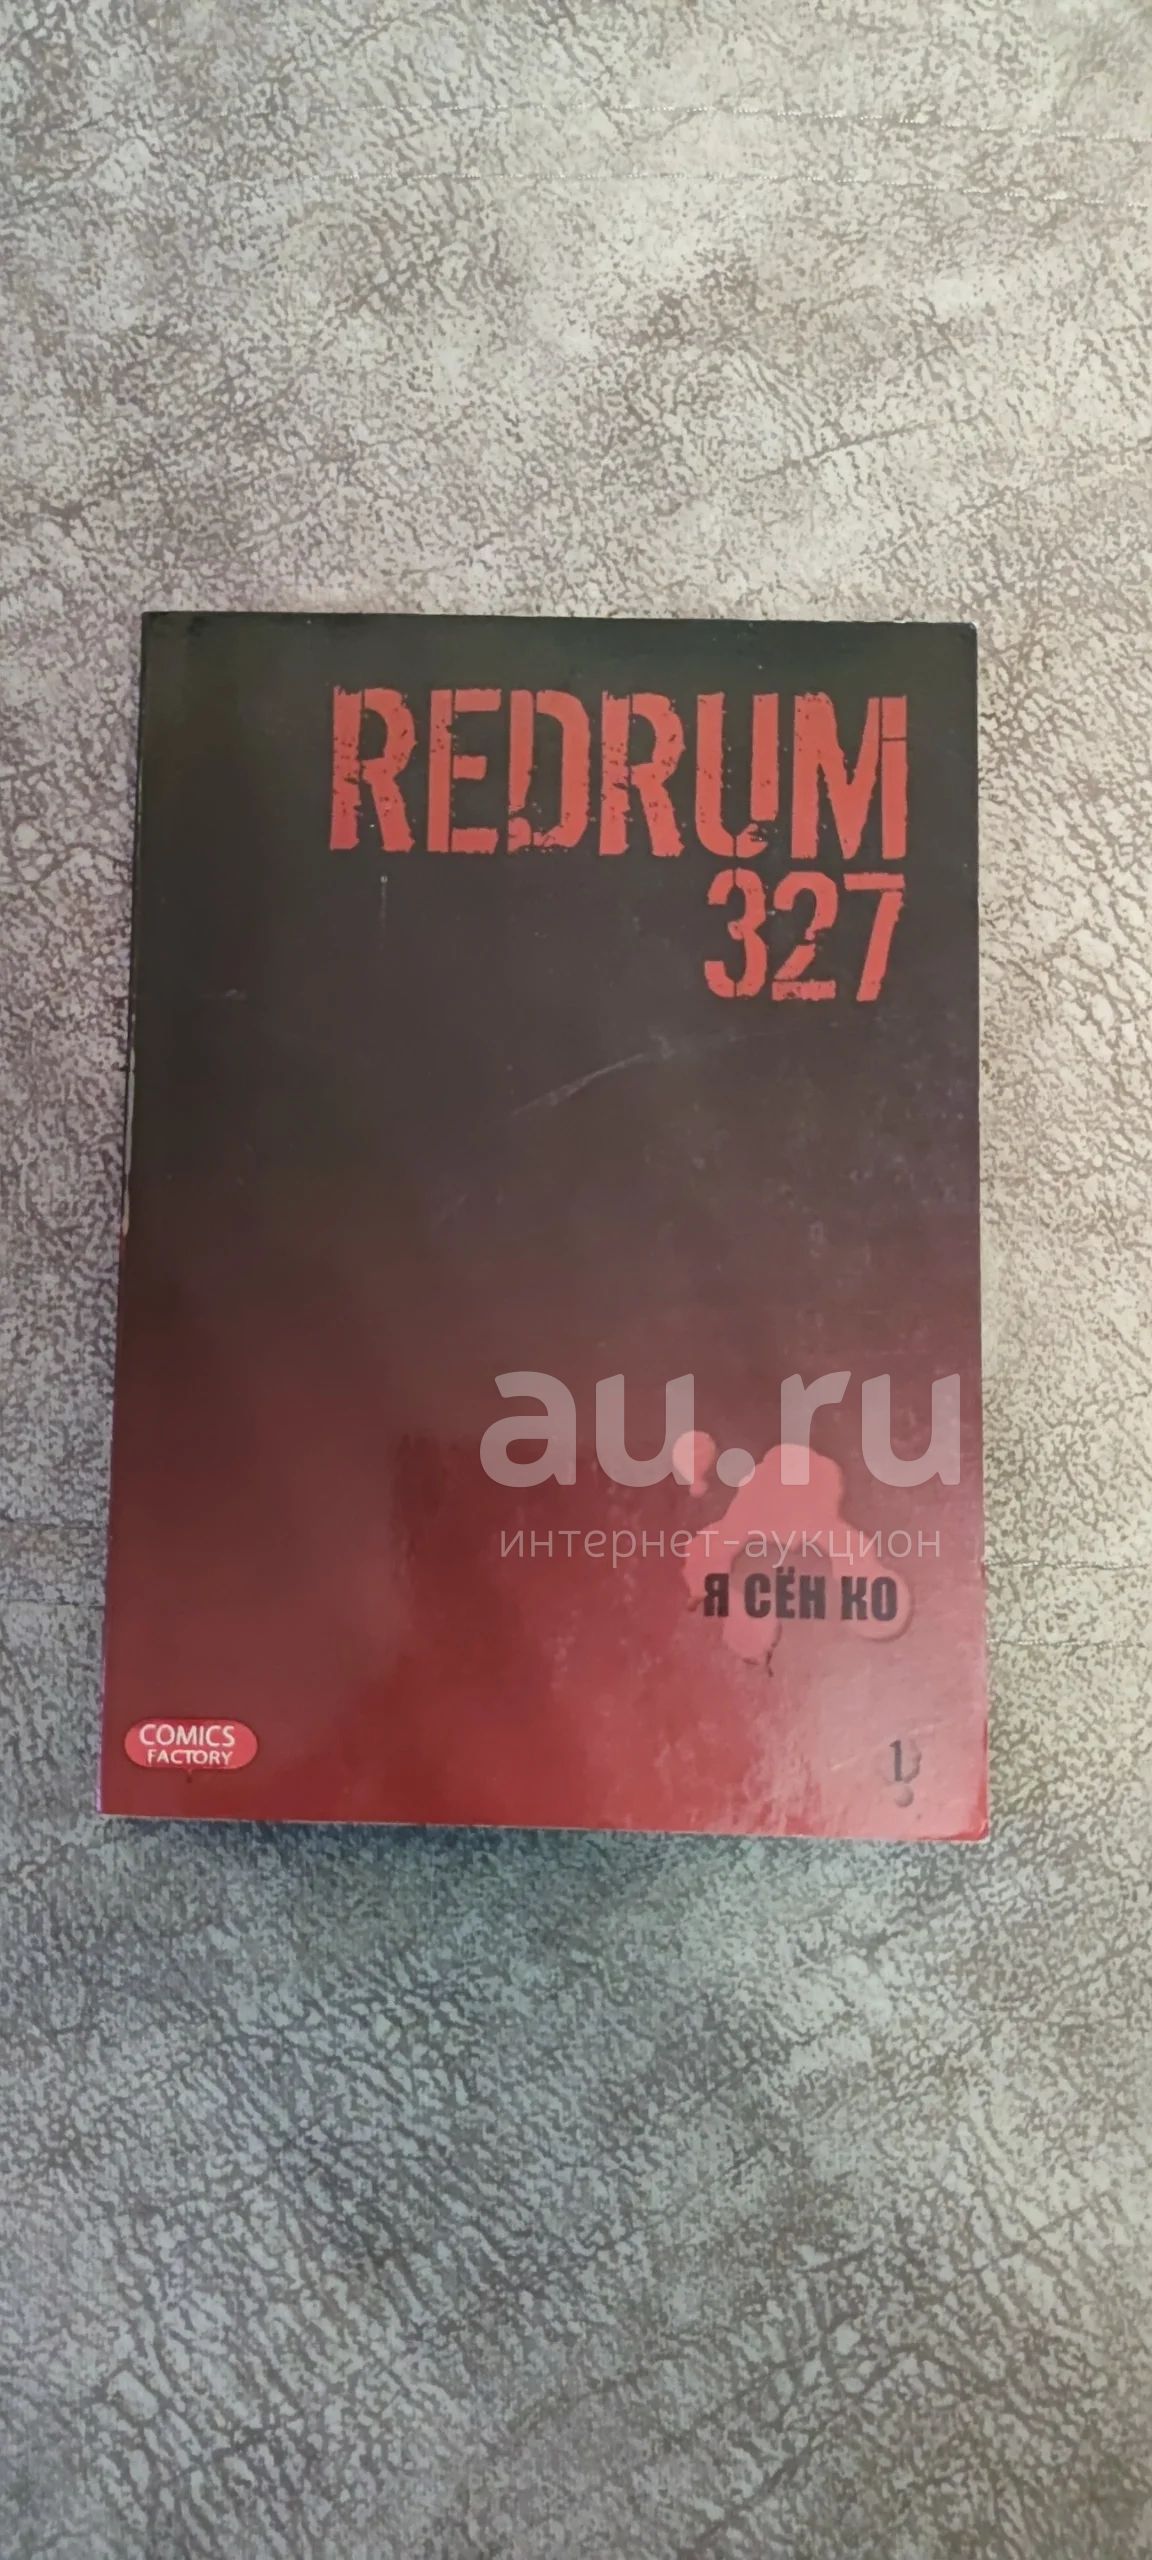 REDRUM
327
au.ru
интернет-аукцион
Я СЁН КО
COMICS
FACTORY
1